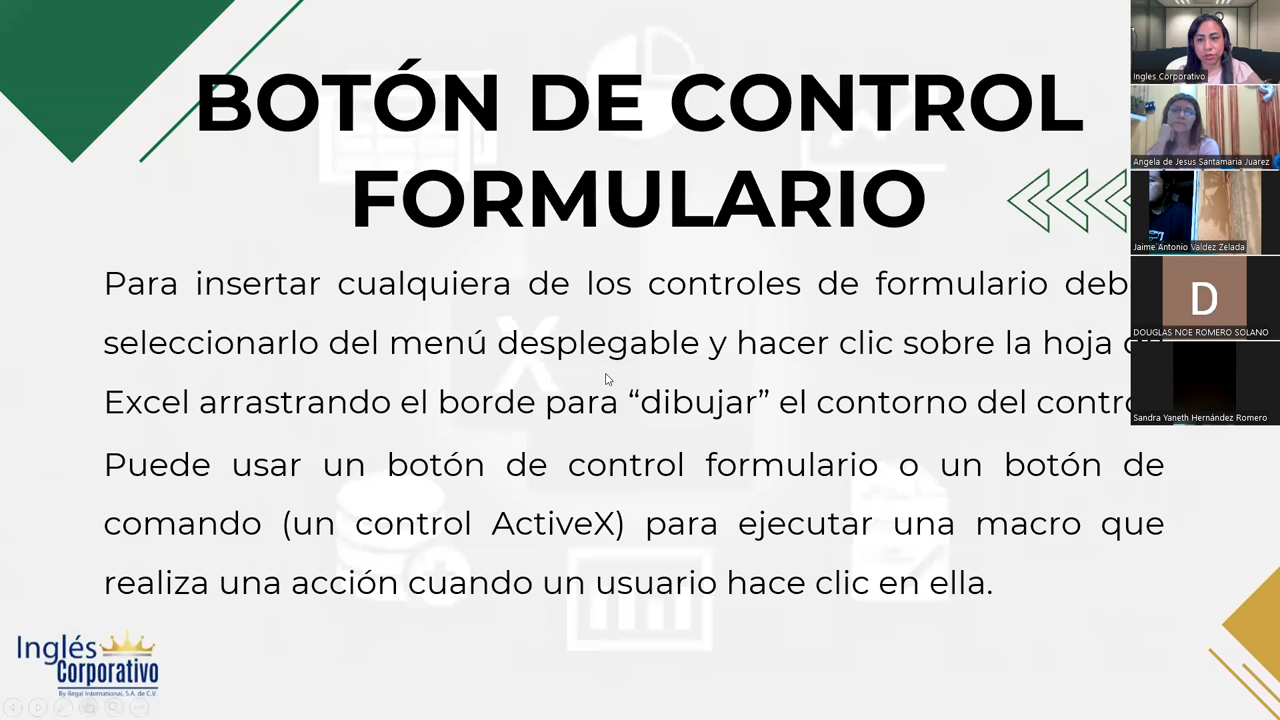 BOTÓN DE CONTROL
FORMULARIO
Para insertar cualquiera de los controles de formulario deb
seleccionarlo del menú desplegable y hacer clic sobre la hoja
Excel arrastrando el borde para “dibujar” el contorno del contro
Puede usar un botón de control formulario o un botón de
comando (un control ActiveX) para ejecutar una macro que
realiza una acción cuando un usuario hace clic en ella.
Inglés
Corporativo
By Regal International, S.A. de C.V.
Ingles Corporativo
Angela de Jesus Santamaria Juarez
Jaime Antonio Valdez Zelada
D
DOUGLAS NOE ROMERO SOLANO
Sandra Yaneth Hernández Romero